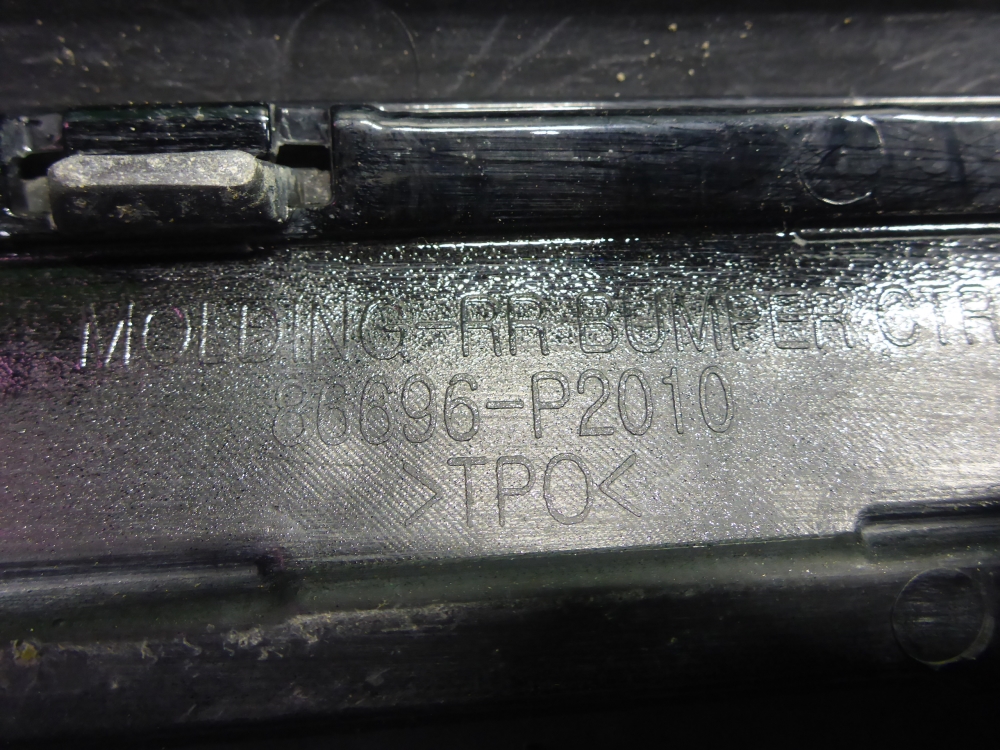 MOLDING-RR BUMPER CTR
86696-P2010
>TPO<